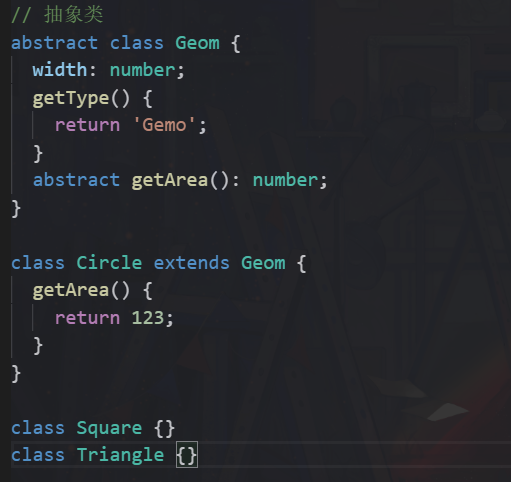 // 抽象类
abstract class Geom {
  width: number;
  getType() {
    return 'Gemo';
  }
  abstract getArea(): number;
}

class Circle extends Geom {
  getArea() {
    return 123;
  }
}

class Square {}
class Triangle {}